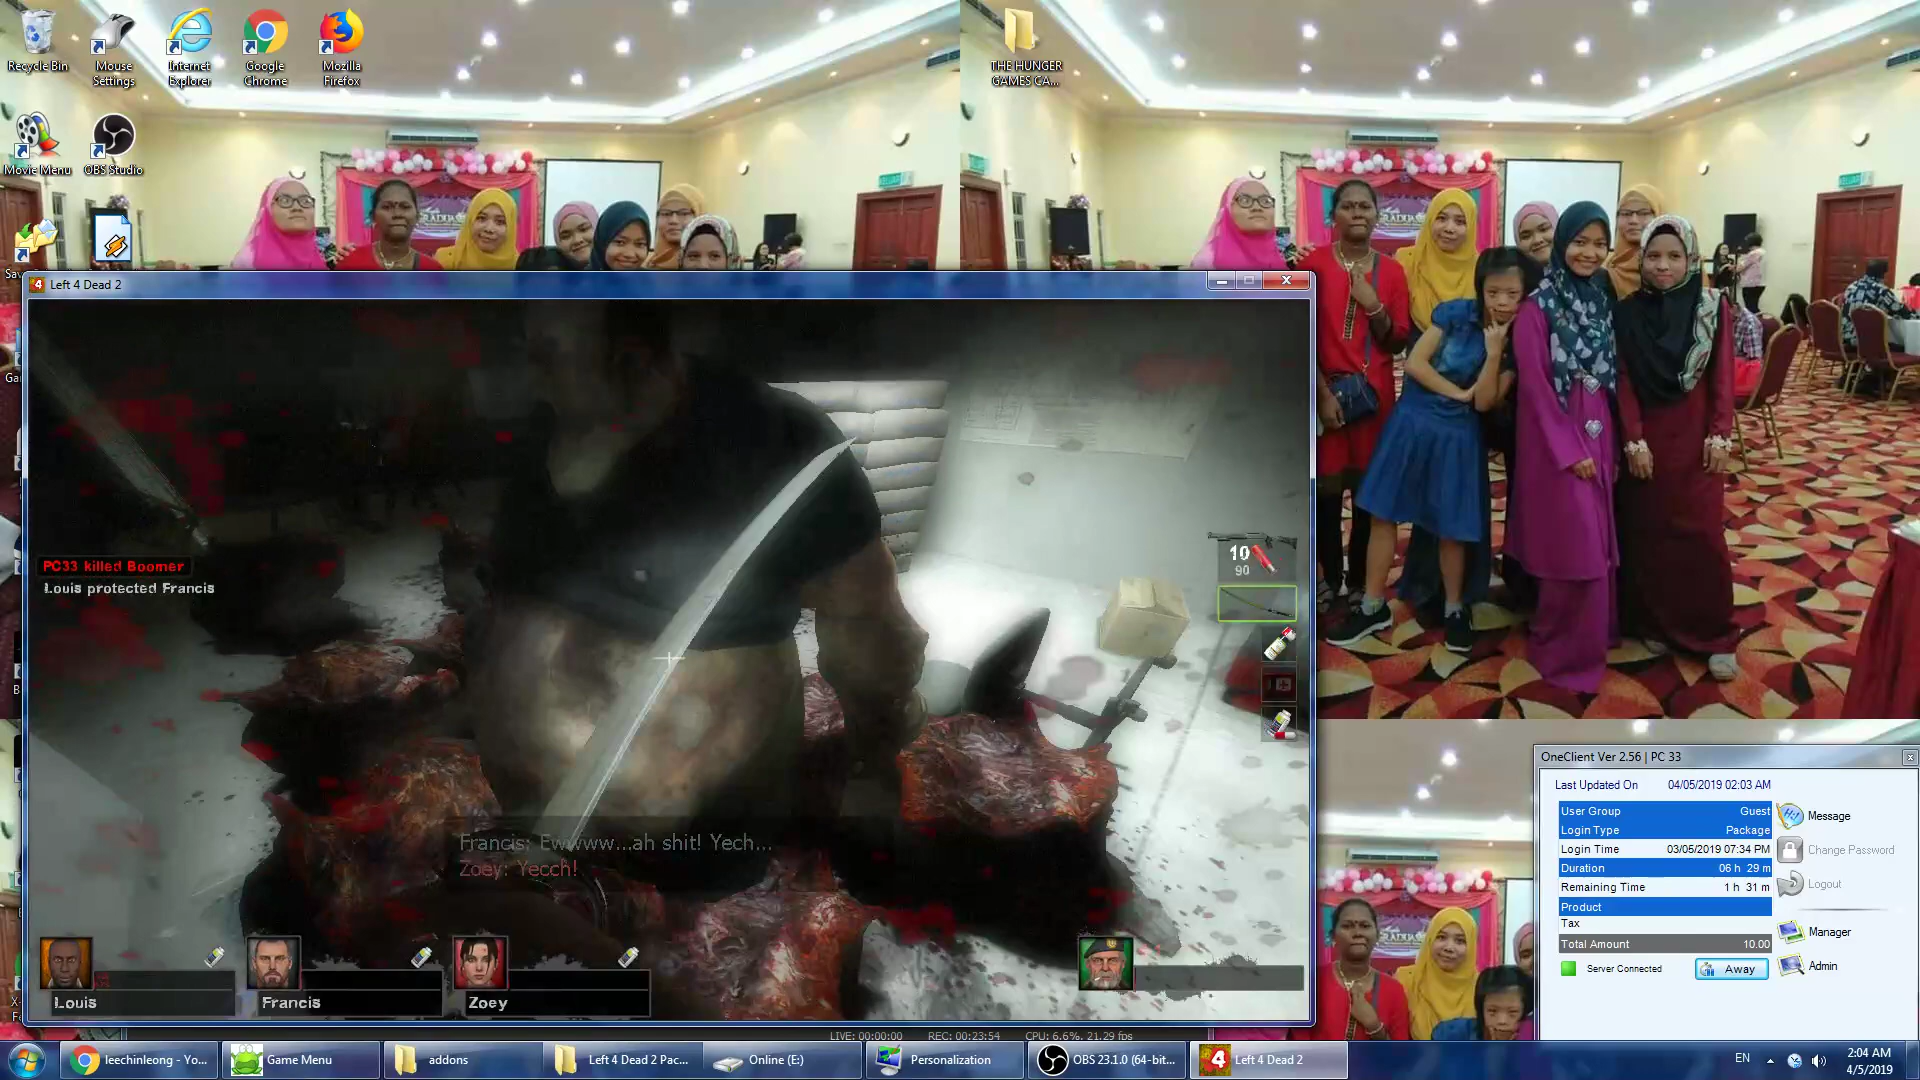 Recycle Bin
Mouse Settings
Internet Explorer
Google Chrome
Mozilla Firefox
THE HUNGER GAMES CA...
Movie Menu
OBS Studio
KELUAR
KELUAR
Left 4 Dead 2
PC33 killed Boomer
Louis protected Francis
10
90
Francis: Ewwww...ah shit! Yech...
Zoey: Yecch!
Louis
Francis
Zoey
OneClient Ver 2.56 | PC 33
Last Updated On 04/05/2019 02:03 AM
User Group Guest
Login Type Package
Login Time 03/05/2019 07:34 PM
Duration 06 h 29 m
Remaining Time 1 h 31 m
Product
Tax
Total Amount 10.00
Server Connected
Away
Message
Change Password
Logout
Manager
Admin
LIVE: 00:00:00 REC: 00:23:54 CPU: 6.6%, 21.29 fps
leechinleong - Yo...
Game Menu
addons
Left 4 Dead 2 Pac...
Online (E:)
Personalization
OBS 23.1.0 (64-bit...
Left 4 Dead 2
EN
2:04 AM
4/5/2019